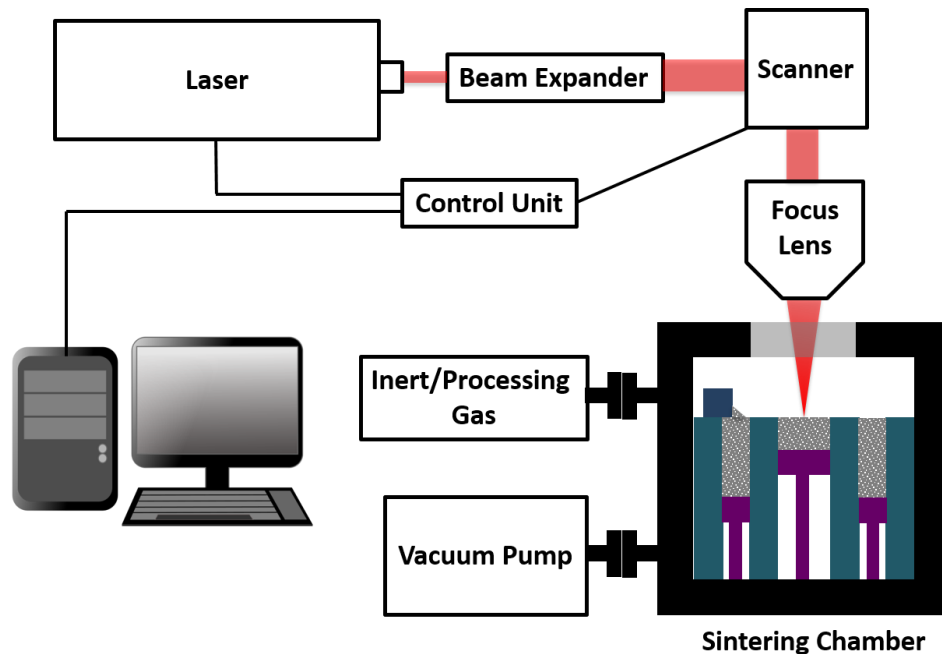 Laser
Beam Expander
Scanner
Control Unit
Focus
Lens
Inert/Processing
Gas
Vacuum Pump
Sintering Chamber